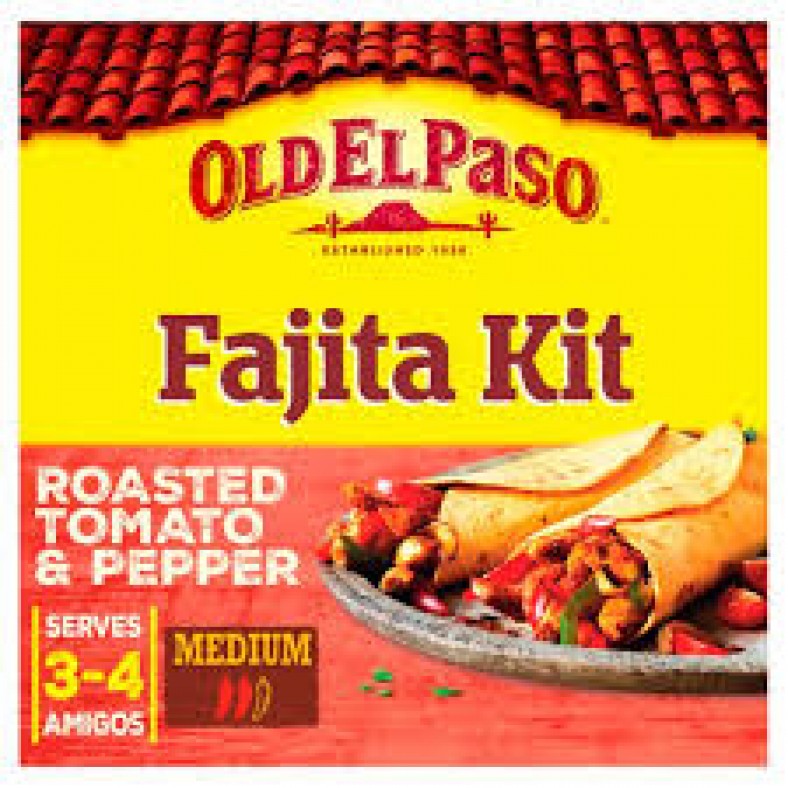 OLD EL PASO
ESTABLISHED 1938
Fajita Kit
ROASTED
TOMATO
& PEPPER
SERVES
3-4
AMIGOS
MEDIUM